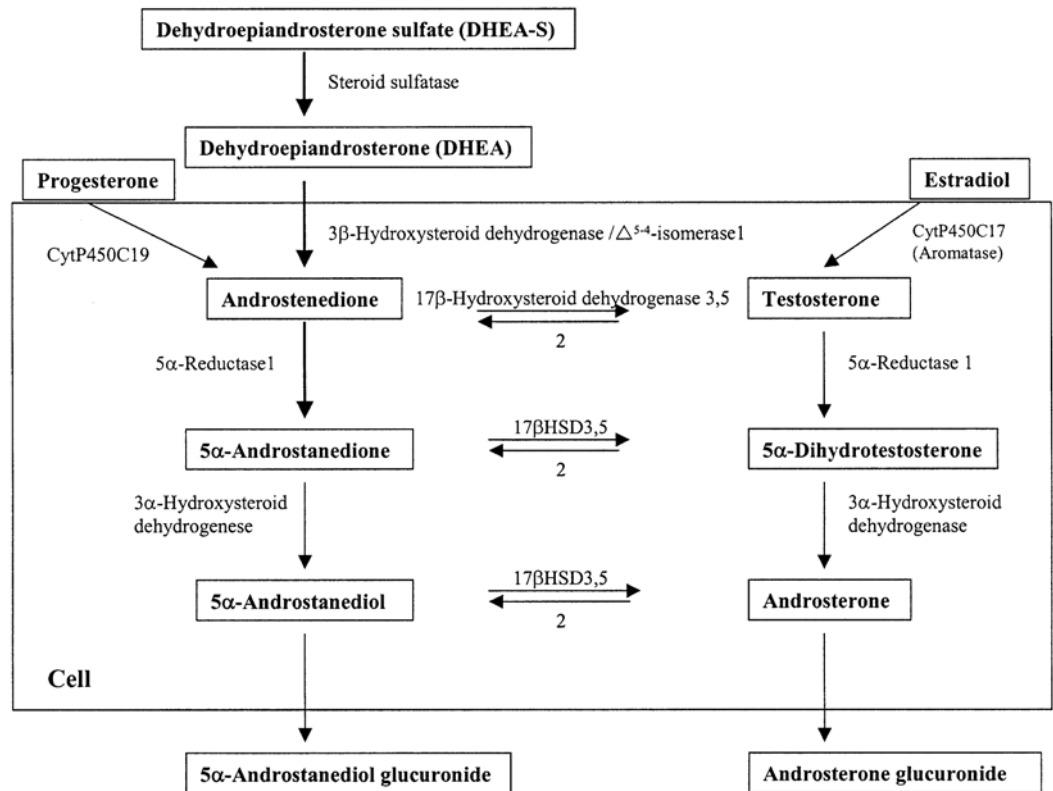 Dehydroepiandrosterone sulfate (DHEA-S)
Steroid sulfatase
Dehydroepiandrosterone (DHEA)
Progesterone
Estradiol
3β-Hydroxysteroid dehydrogenase /△⁵⁻⁴-isomerase1
CytP450C19
CytP450C17
(Aromatase)
Androstenedione
17β-Hydroxysteroid dehydrogenase 3,5
2
Testosterone
5α-Reductase1
5α-Reductase 1
5α-Androstanedione
17βHSD3,5
2
5α-Dihydrotestosterone
3α-Hydroxysteroid
dehydrogenese
3α-Hydroxysteroid
dehydrogenase
5α-Androstanediol
17βHSD3,5
2
Androsterone
Cell
5α-Androstanediol glucuronide
Androsterone glucuronide